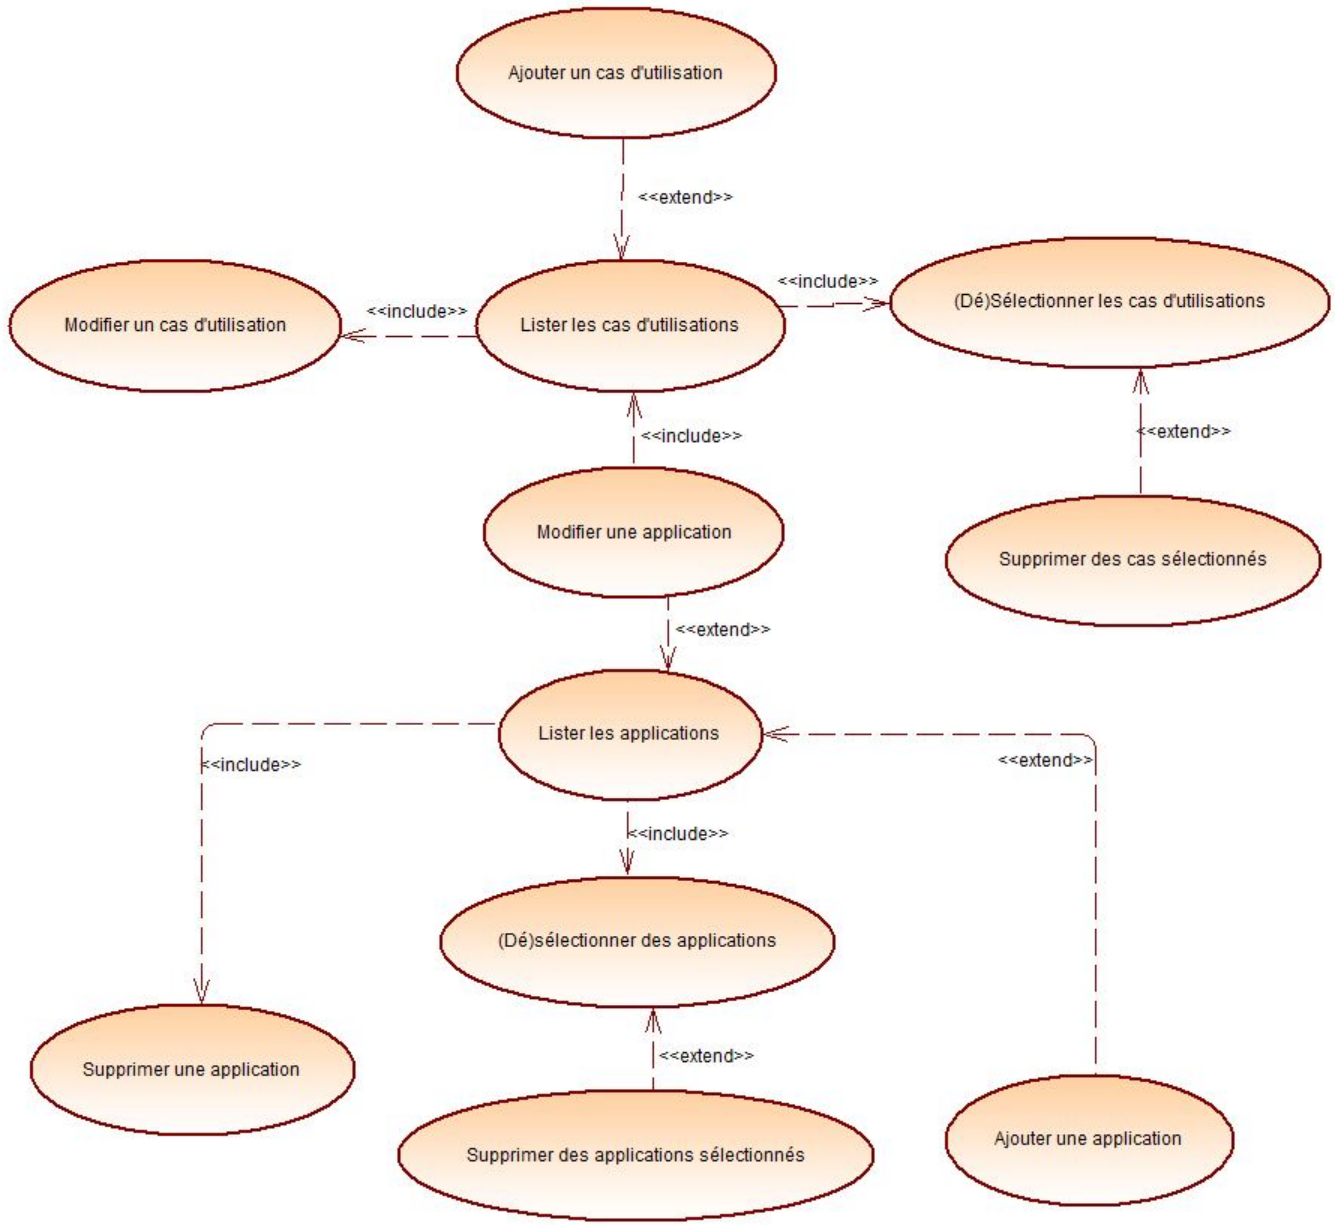 Ajouter un cas d'utilisation
<<extend>>
<<include>>
(Dé)Sélectionner les cas d'utilisations
<<include>>
Modifier un cas d'utilisation
Lister les cas d'utilisations
<<extend>>
<<include>>
Modifier une application
Supprimer des cas sélectionnés
<<extend>>
Lister les applications
<<include>>
<<extend>>
<<include>>
(Dé)sélectionner des applications
<<extend>>
Supprimer une application
Ajouter une application
Supprimer des applications sélectionnés